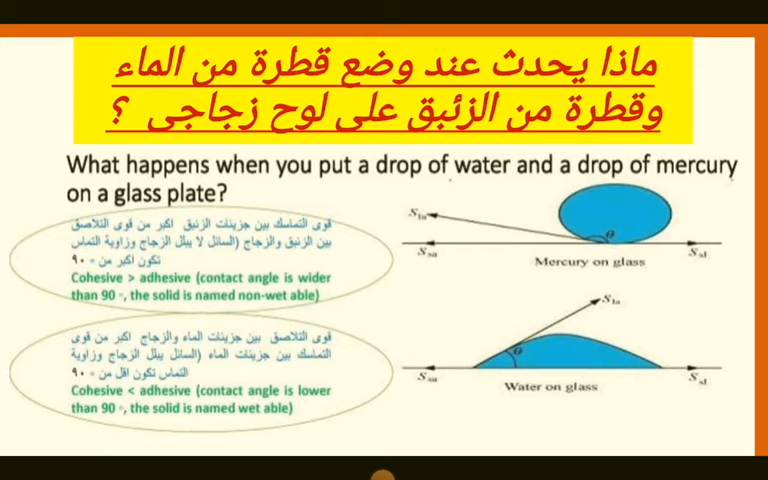 ماذا يحدث عند وضع قطرة من الماء
وقطرة من الزئبق على لوح زجاجى ؟
What happens when you put a drop of water and a drop of mercury
on a glass plate?
قوى التماسك بين جزيئات الزئبق اكبر من قوى التلاصق
بين الزئبق والزجاج (السائل لا يبلل الزجاج وزاوية التماس
تكون اكبر من ٩٠°
Cohesive > adhesive (contact angle is wider
than 90 °, the solid is named non-wet able)
قوى التلاصق بين جزيئات الماء والزجاج اكبر من قوى
التماسك بين جزيئات الماء (السائل يبلل الزجاج وزاوية
التماس تكون اقل من ٩٠°
Cohesive < adhesive (contact angle is lower
than 90 °, the solid is named wet able)
S la
θ
S sa
S sl
Mercury on glass
S la
θ
S sa
S sl
Water on glass